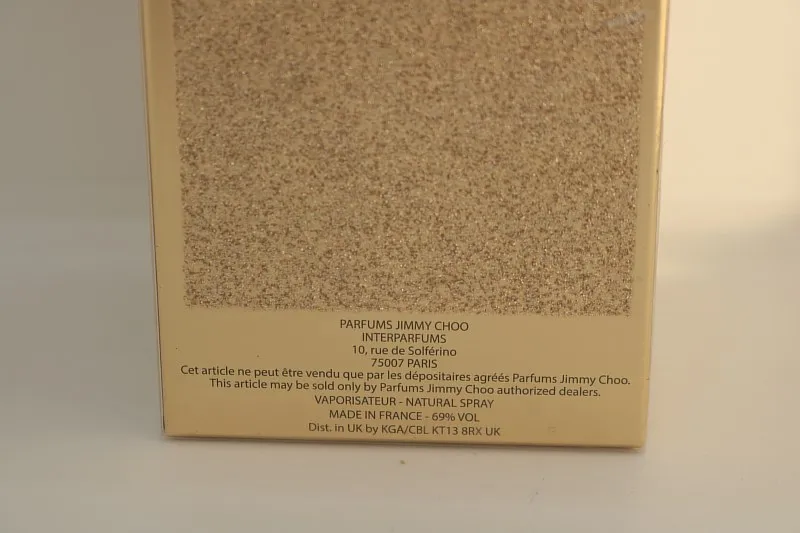 PARFUMS JIMMY CHOO
INTERPARFUMS
10, rue de Solférino
75007 PARIS
Cet article ne peut être vendu que par les dépositaires agréés Parfums Jimmy Choo.
This article may be sold only by Parfums Jimmy Choo authorized dealers.
VAPORISATEUR - NATURAL SPRAY
MADE IN FRANCE - 69% VOL
Dist. in UK by KGA/CBL KT13 8RX UK